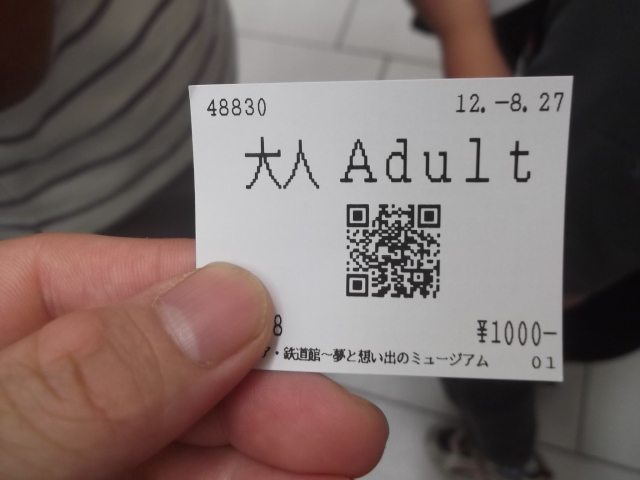 48830 12.-8.27
大人 Adult
8 ¥1000-
・鉄道館～夢と想い出のミュージアム 01